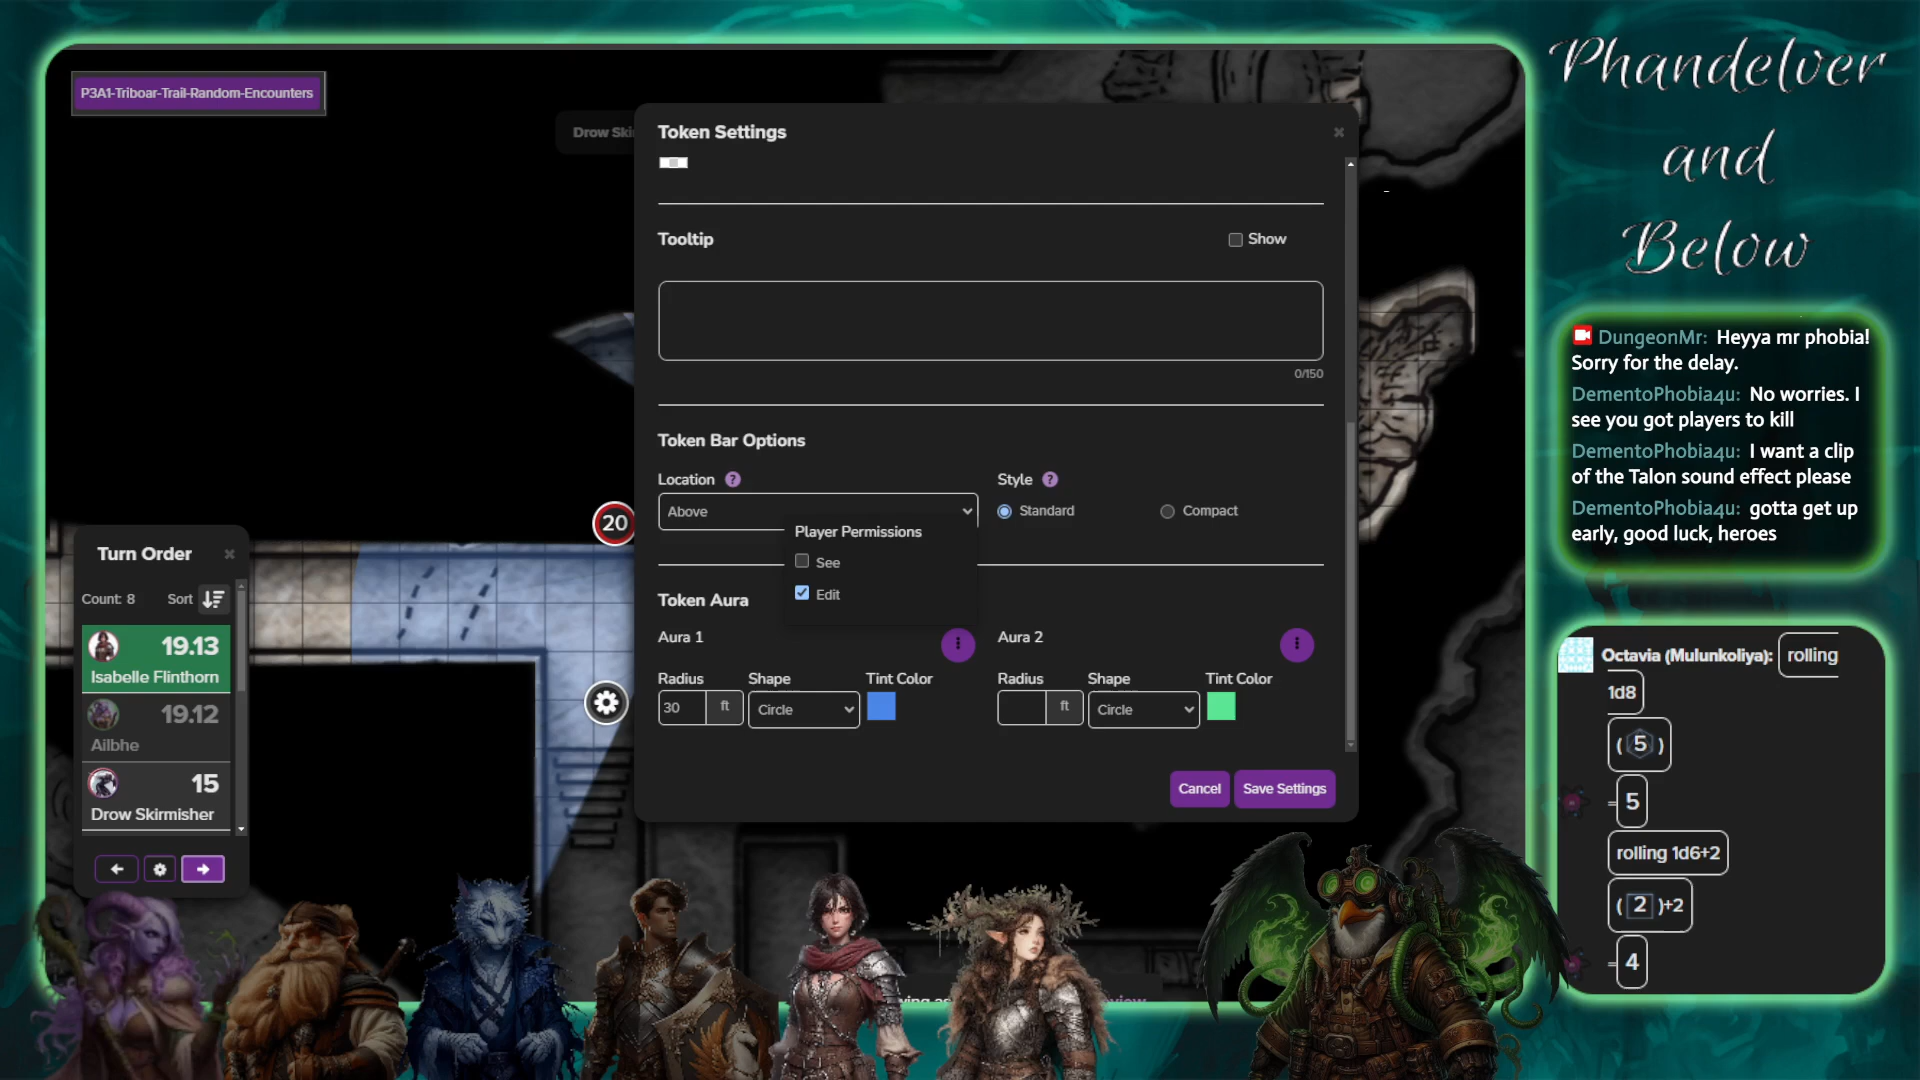 Phandelver
and
Below
P3A1-Triboar-Trail-Random-Encounters
Drow Ski
Token Settings
Tooltip
Show
0/150
Token Bar Options
Location ?
Style ?
Above
Standard
Compact
Player Permissions
See
Edit
Token Aura
Aura 1
Aura 2
Radius Shape Tint Color
Radius Shape Tint Color
30 ft Circle
ft Circle
Cancel
Save Settings
20
Turn Order
Count: 8 Sort
19.13
Isabelle Flinthorn
19.12
Ailbhe
15
Drow Skirmisher
DungeonMr: Heyya mr phobia!
Sorry for the delay.
DementoPhobia4u: No worries. I
see you got players to kill
DementoPhobia4u: I want a clip
of the Talon sound effect please
DementoPhobia4u: gotta get up
early, good luck, heroes
Octavia (Mulunkoliya): rolling
1d8
(5)
=5
rolling 1d6+2
(2)+2
=4